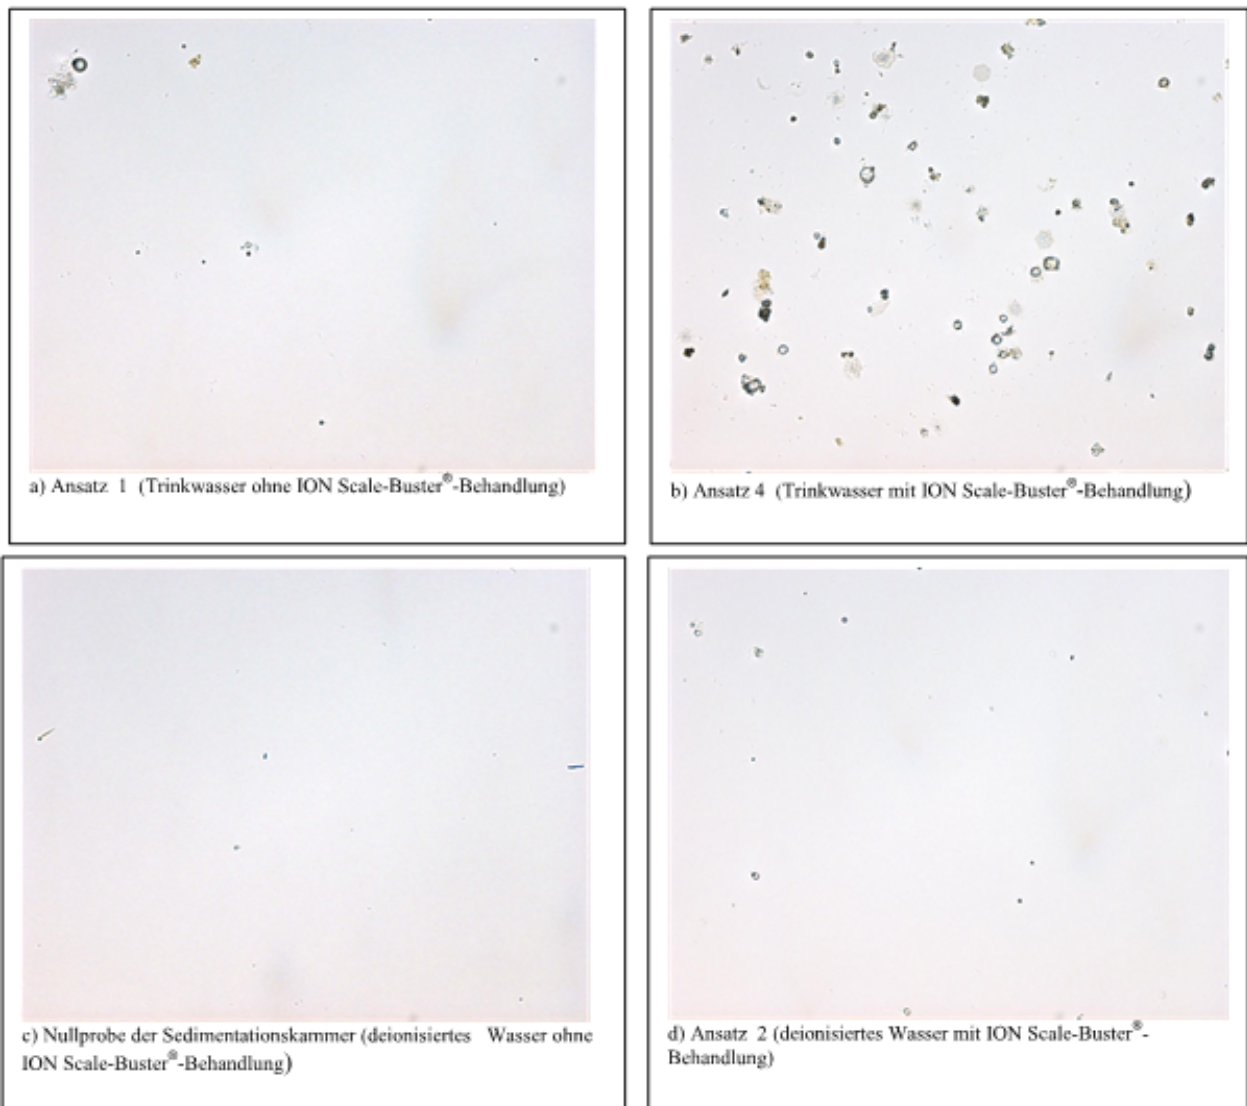 a) Ansatz 1 (Trinkwasser ohne ION Scale-Buster®-Behandlung)
b) Ansatz 4 (Trinkwasser mit ION Scale-Buster®-Behandlung)
c) Nullprobe der Sedimentationskammer (deionisiertes Wasser ohne
ION Scale-Buster®-Behandlung)
d) Ansatz 2 (deionisiertes Wasser mit ION Scale-Buster®-
Behandlung)